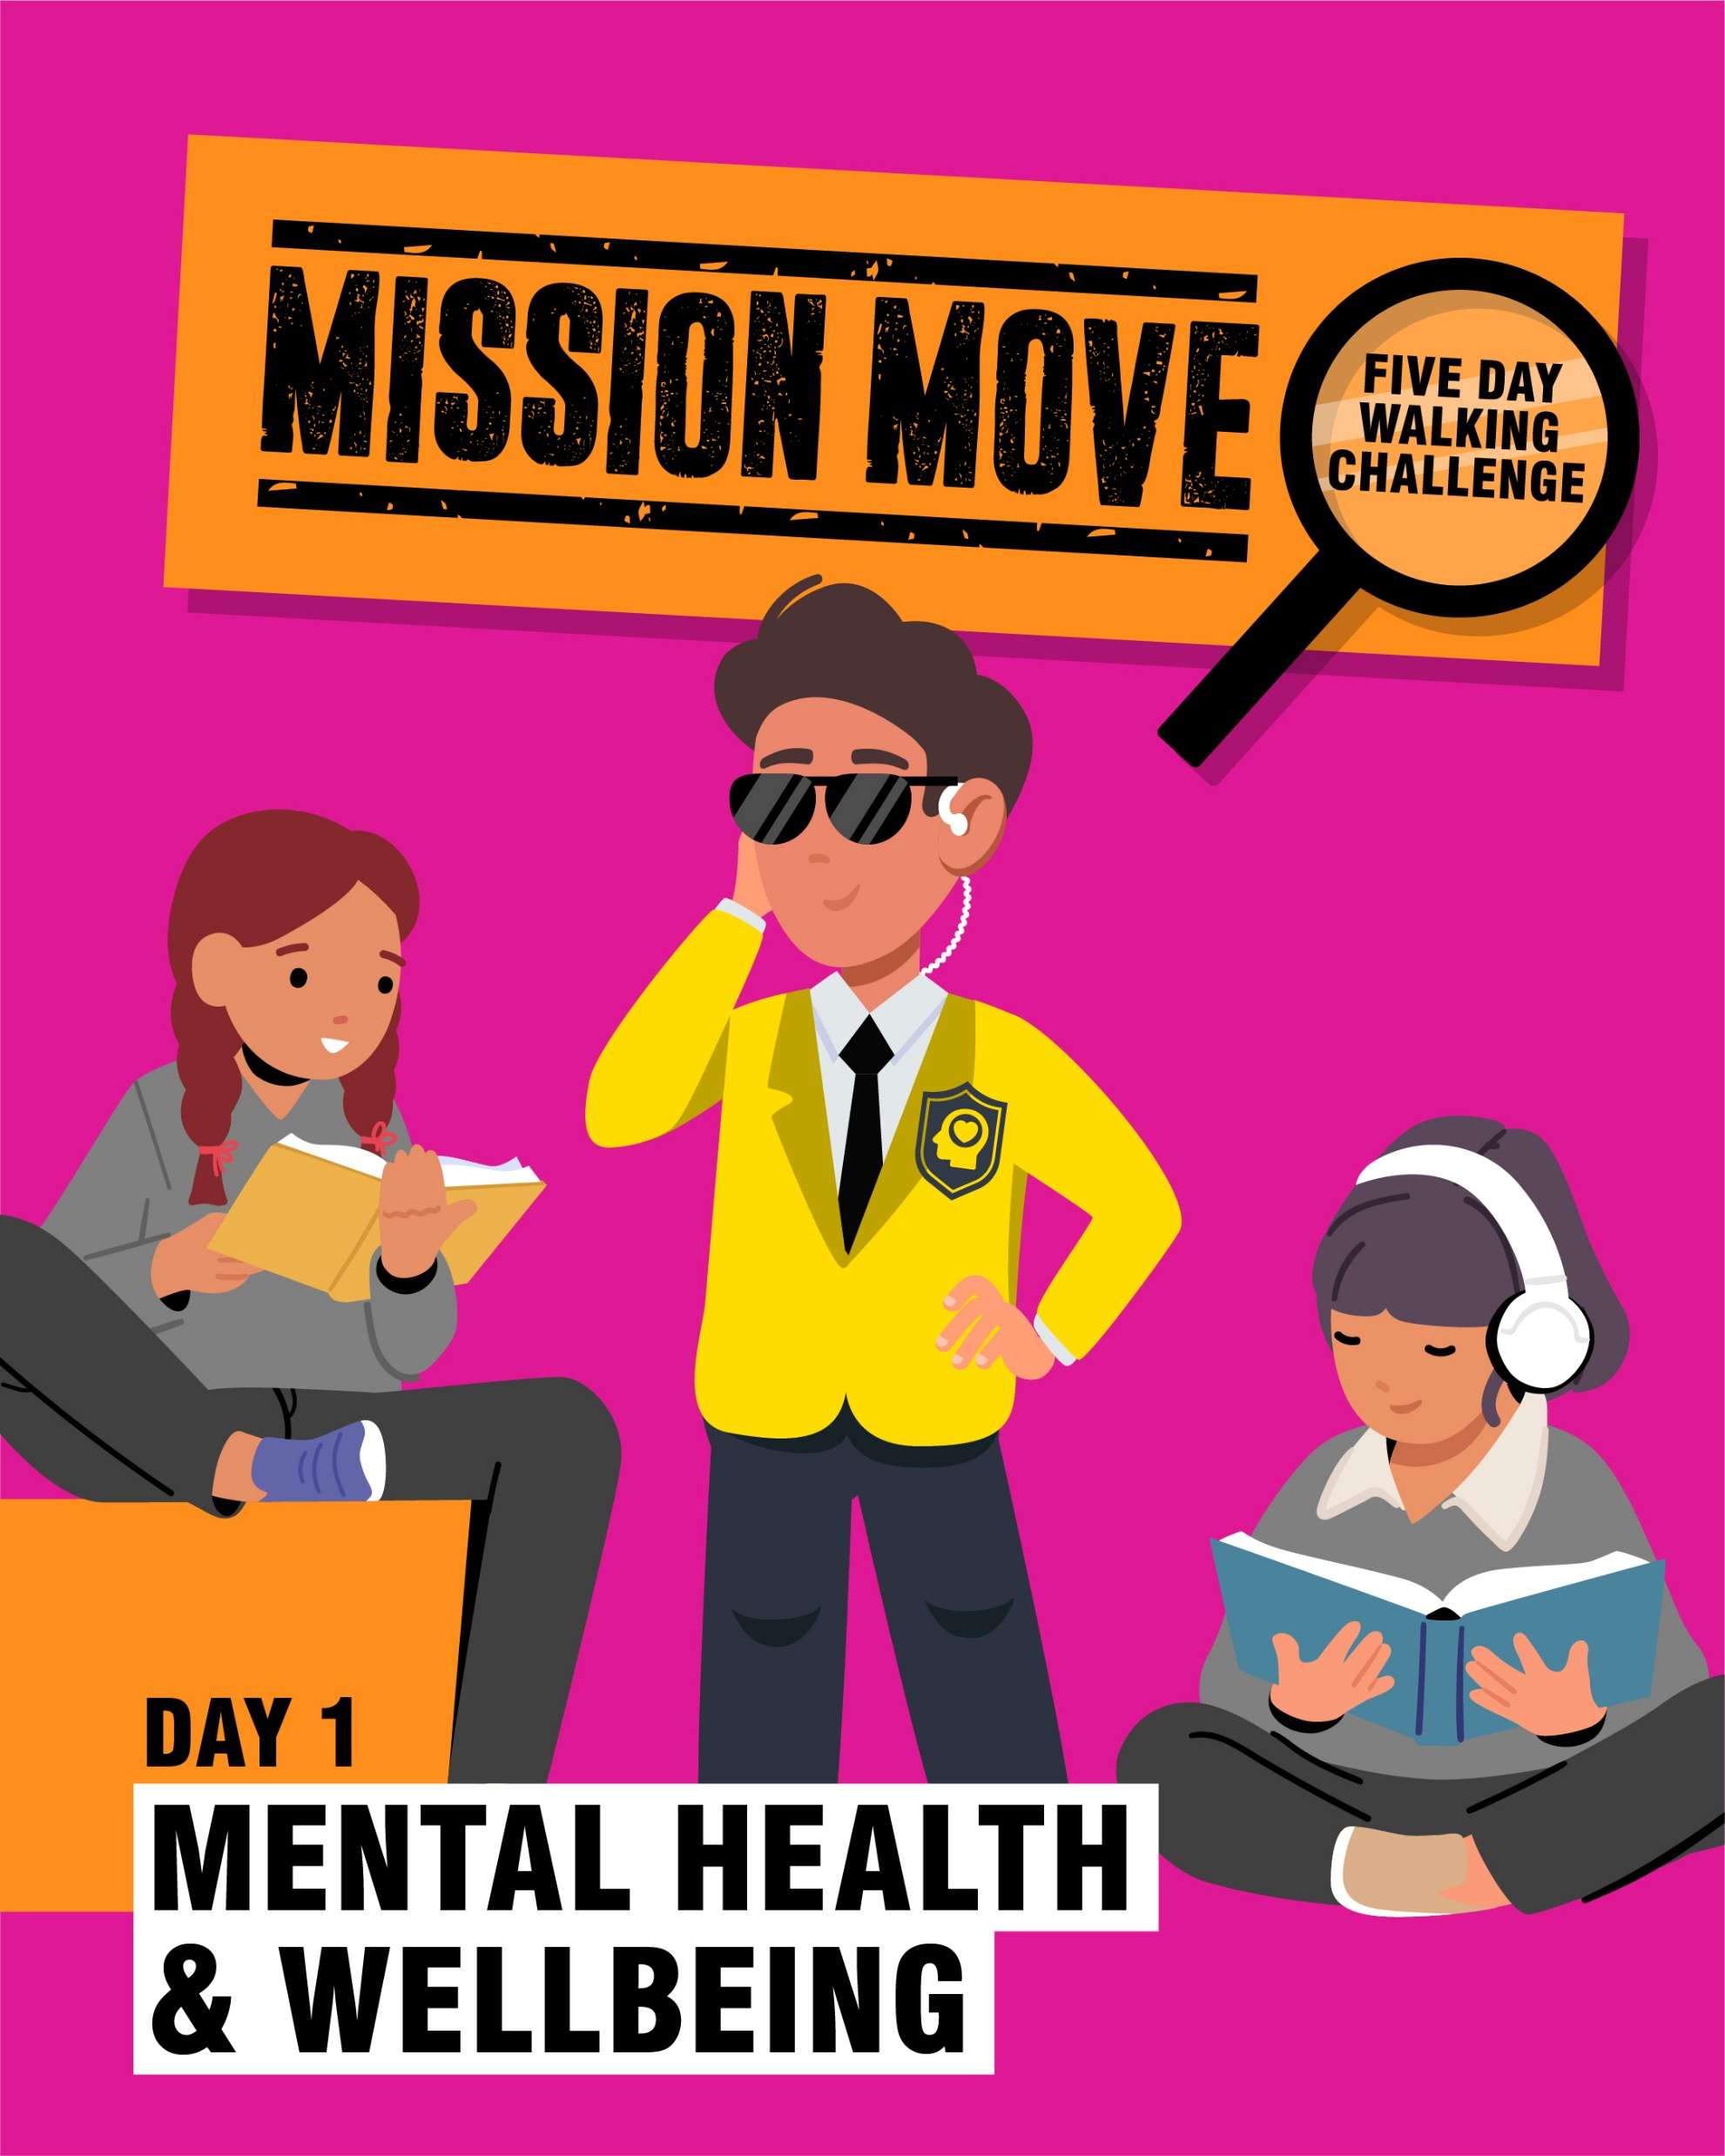 MISSION MOVE
FIVE DAY
WALKING
CHALLENGE
DAY 1
MENTAL HEALTH
& WELLBEING